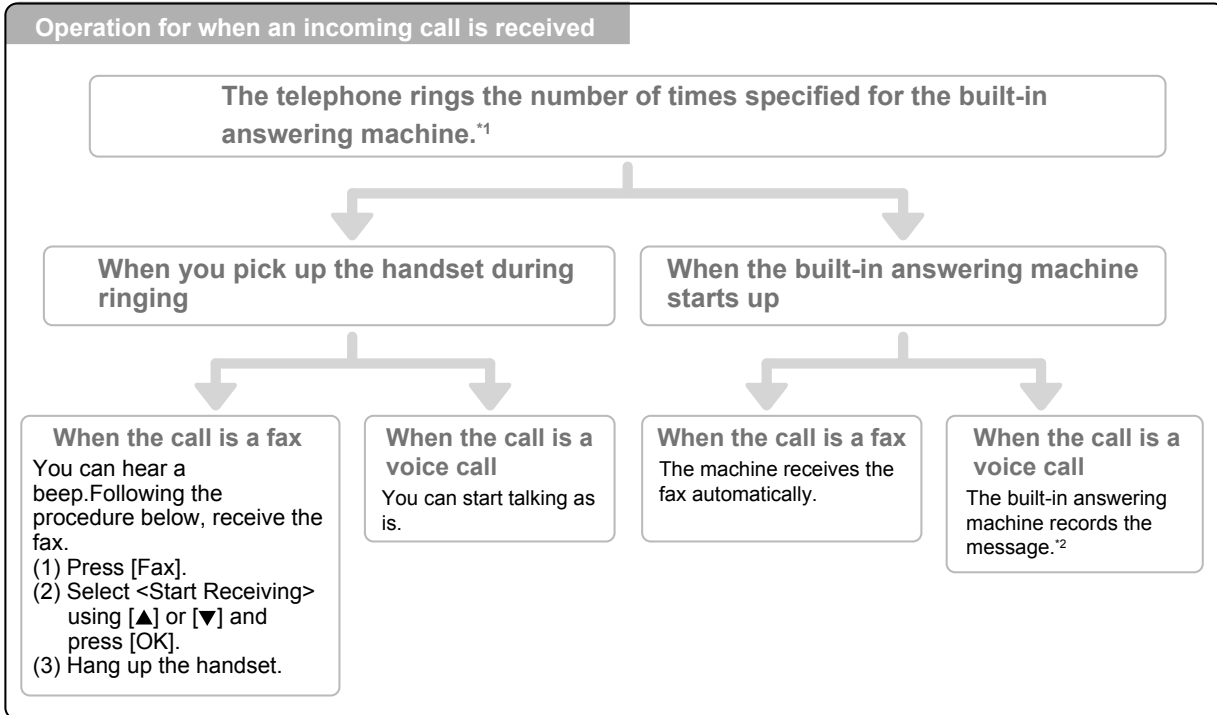 Operation for when an incoming call is received
The telephone rings the number of times specified for the built-in
answering machine.*1
When you pick up the handset during
ringing
When the built-in answering machine
starts up
When the call is a fax
You can hear a
beep.Following the
procedure below, receive the
fax.
(1) Press [Fax].
(2) Select <Start Receiving>
using [▲] or [▼] and
press [OK].
(3) Hang up the handset.
When the call is a
voice call
You can start talking as
is.
When the call is a fax
The machine receives the
fax automatically.
When the call is a
voice call
The built-in answering
machine records the
message.*2